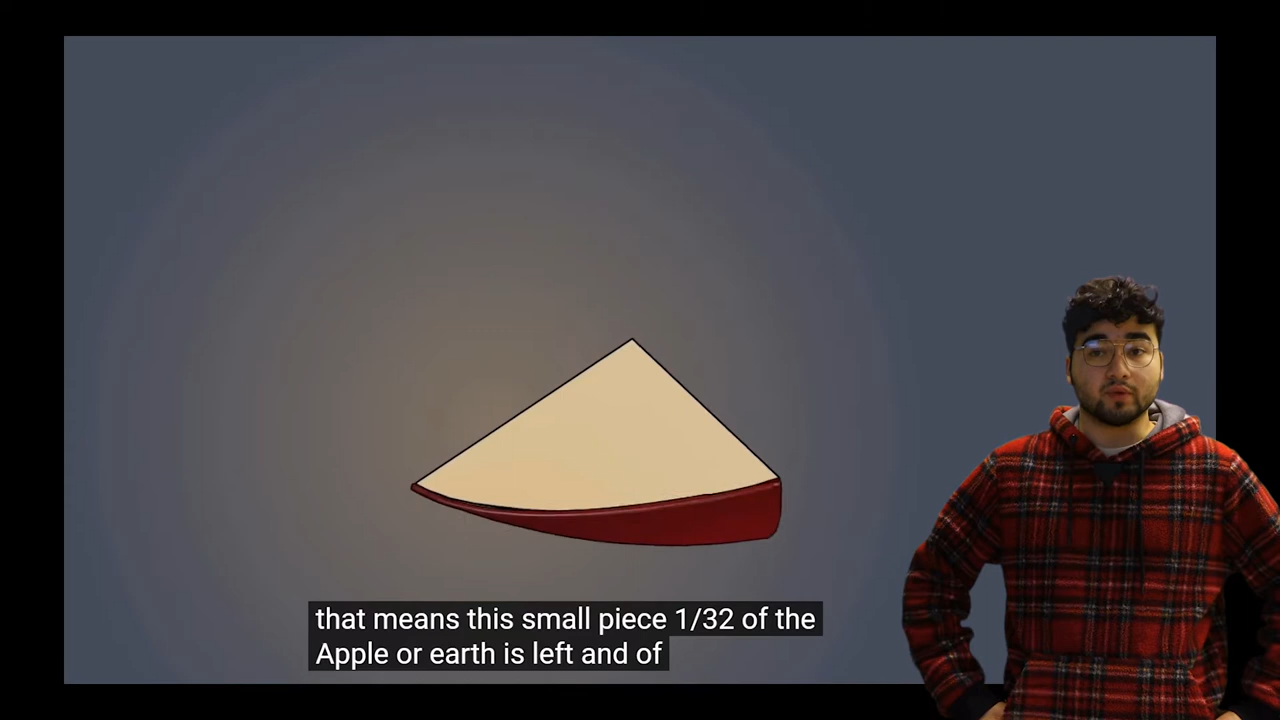 that means this small piece 1/32 of the
Apple or earth is left and of